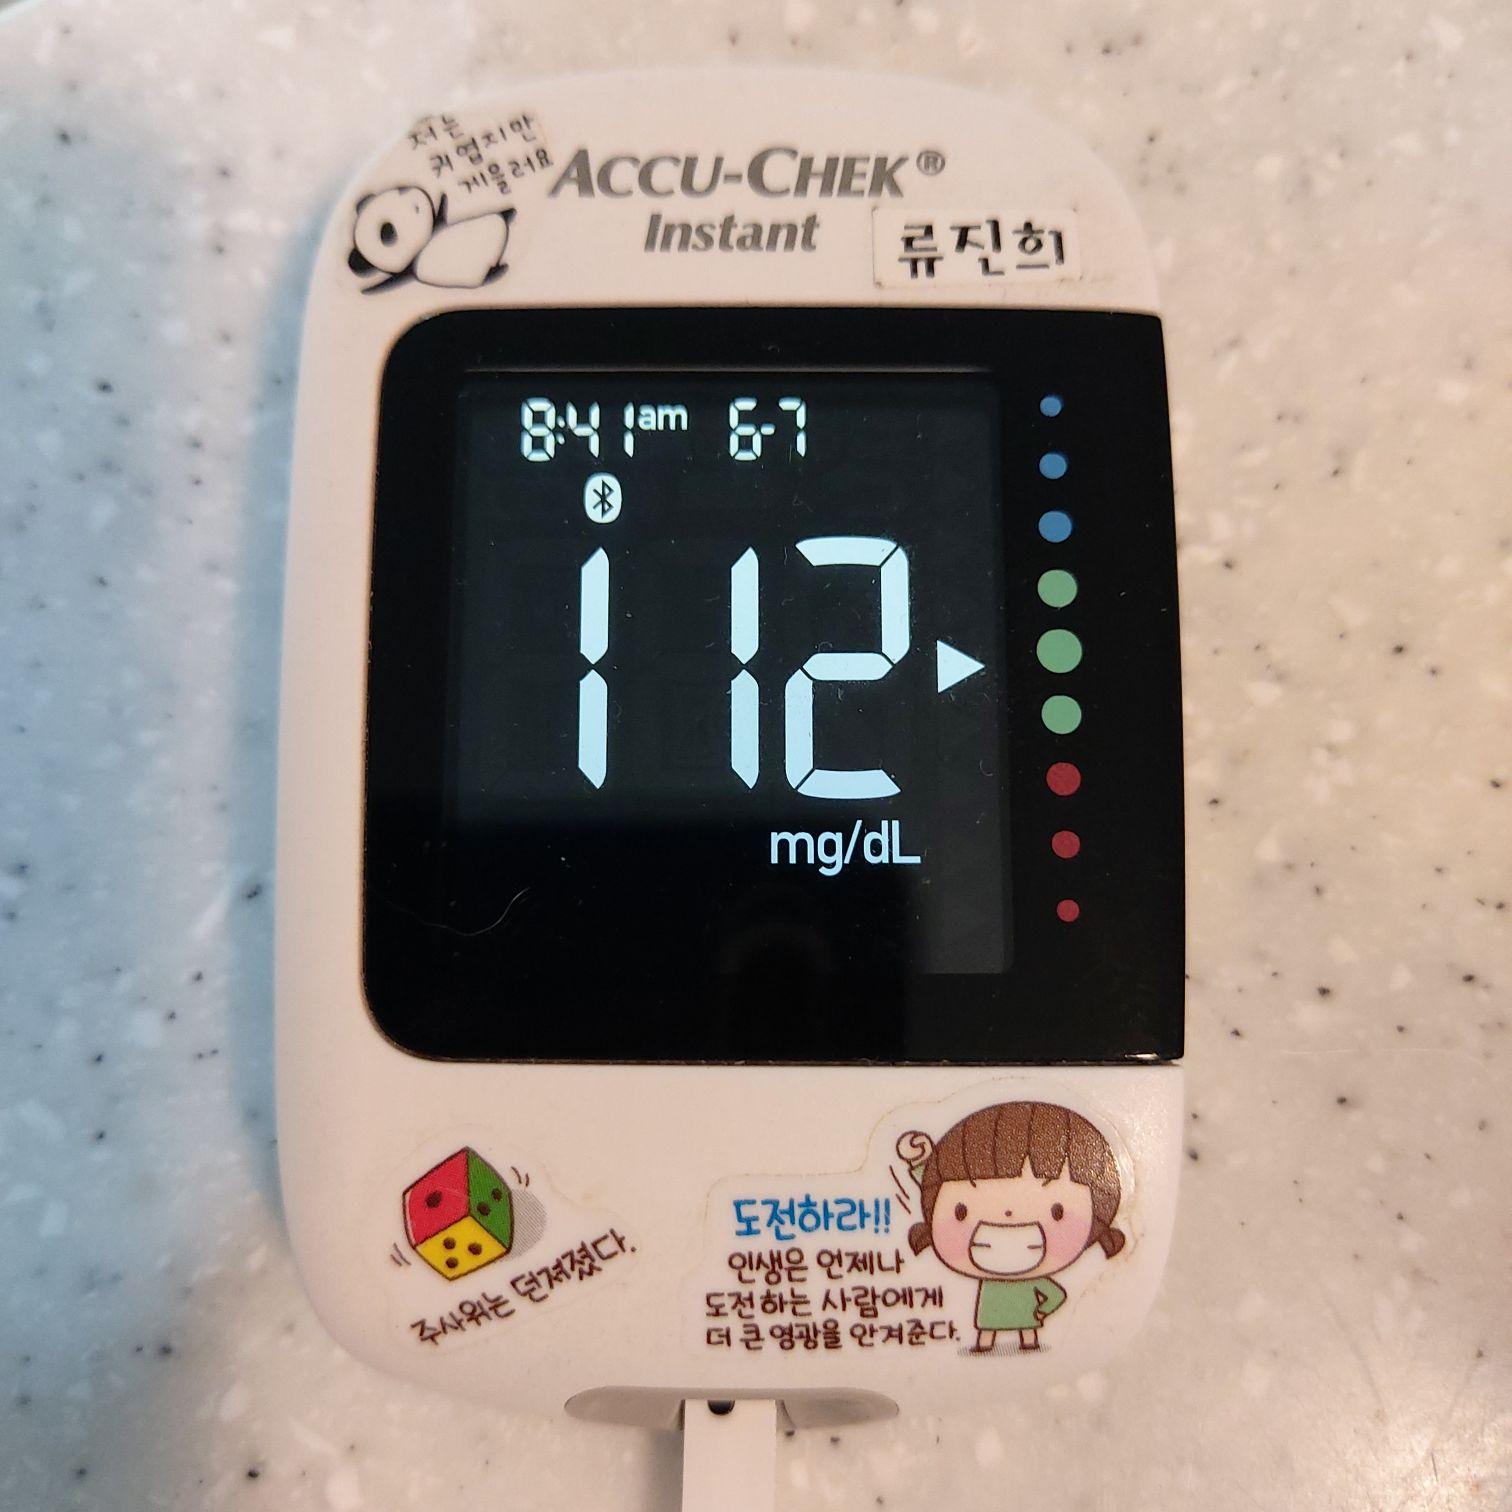 저는
귀엽지만
게을러요
ACCU-CHEK®
Instant
류진희
8:41am 6-7
112
mg/dL
주사위는 던져졌다.
도전하라!!
인생은 언제나
도전하는 사람에게
더 큰 영광을 안겨준다.